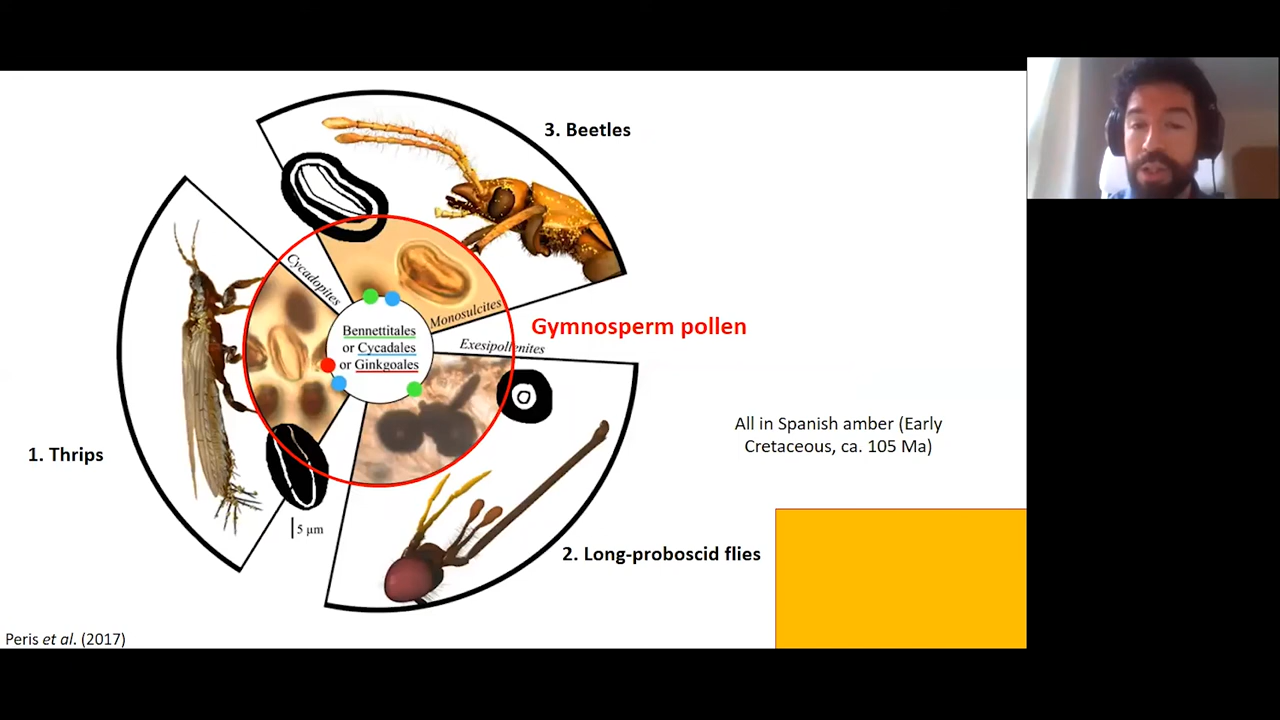 3. Beetles
Cycadopites
Monosulcites
Gymnosperm pollen
Bennettitales
or Cycadales
or Ginkgoales
Exesipollenites
All in Spanish amber (Early
Cretaceous, ca. 105 Ma)
1. Thrips
5 μm
2. Long-proboscid flies
Peris et al. (2017)